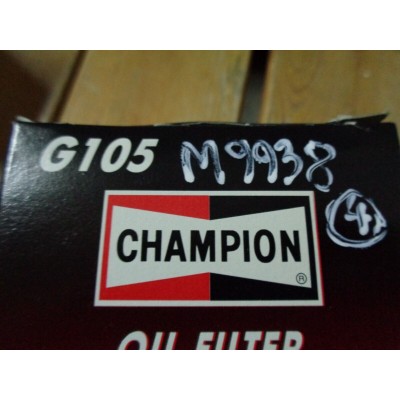 G105 M9938
CHAMPION
®
OIL FILTER